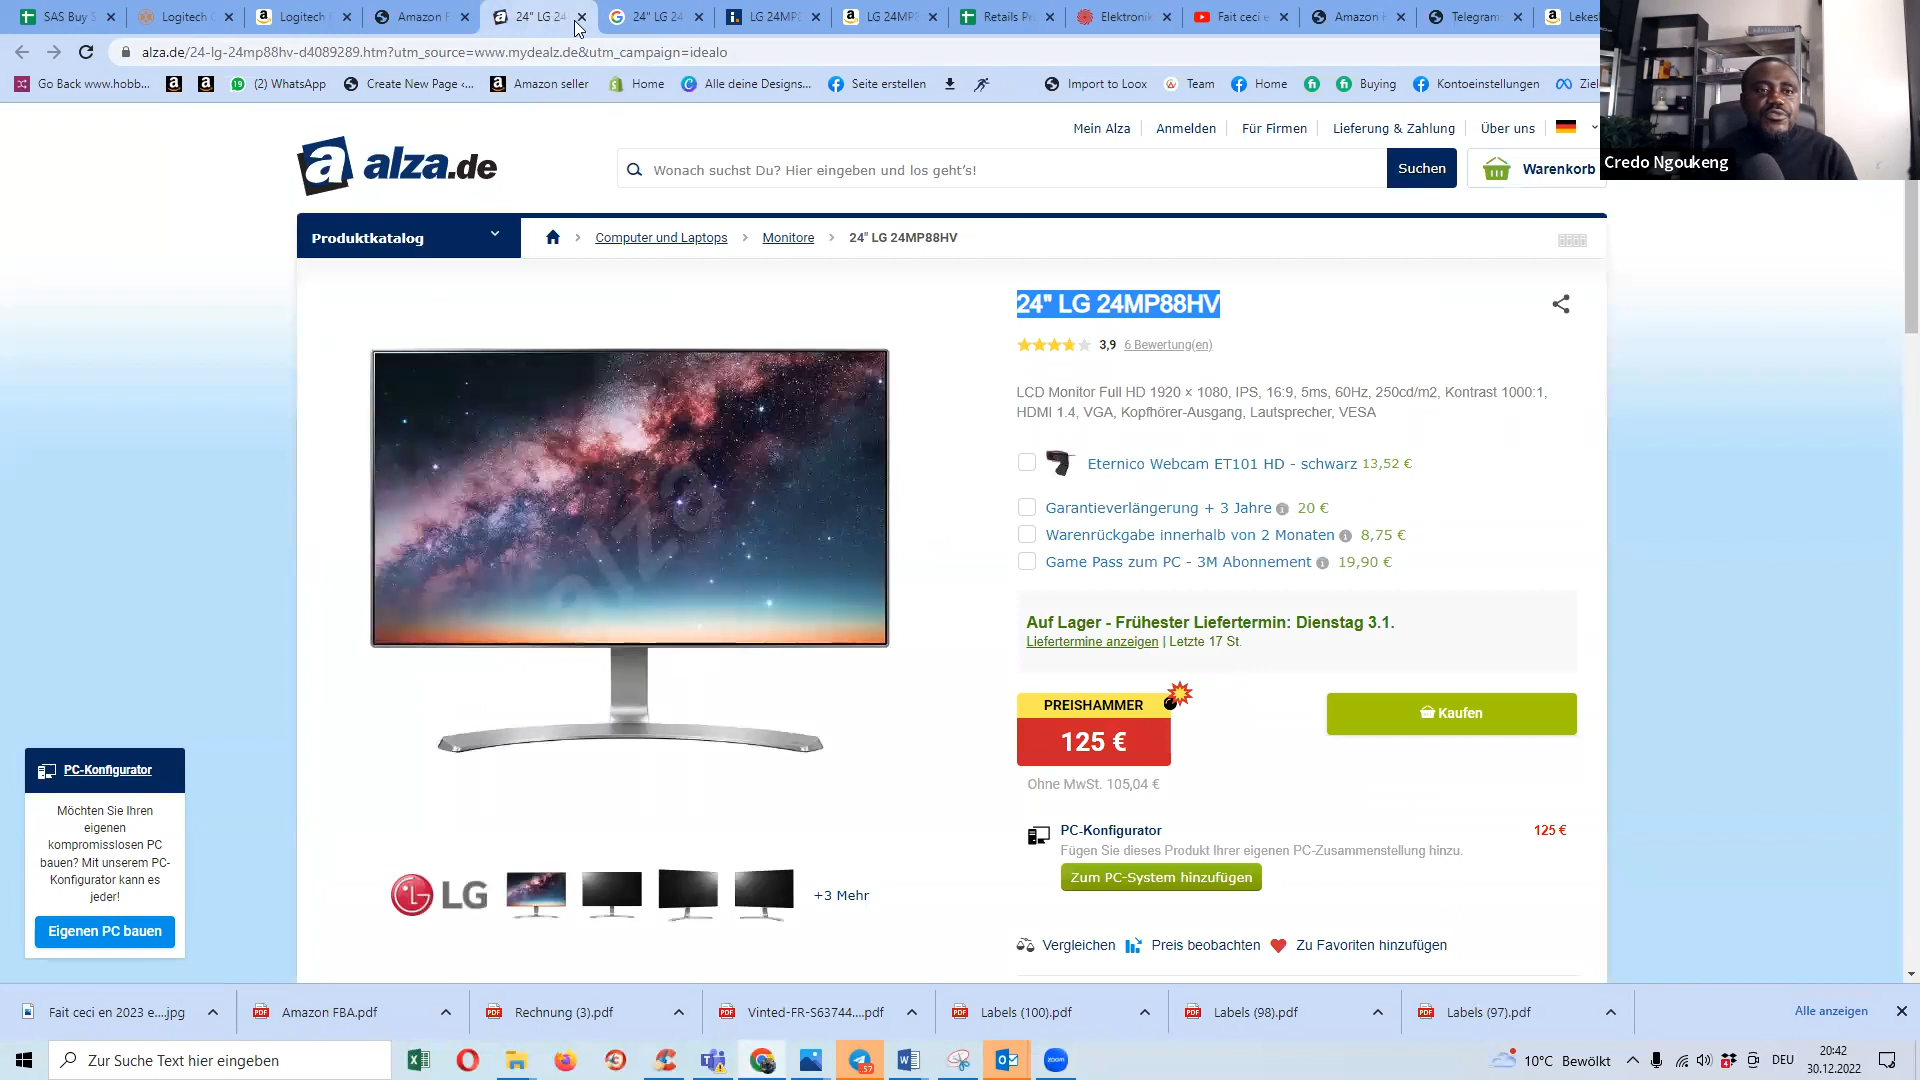 SAS Buy S
Logitech
Logitech
Amazon F
24" LG 24
24" LG 24
LG 24MP8
LG 24MP8
Retails Pr
Elektronik
Fait ceci e
Amazon F
Telegram
Lekes
alza.de/24-lg-24mp88hv-d4089289.htm?utm_source=www.mydealz.de&utm_campaign=idealo
Go Back www.hobb...
(2) WhatsApp
Create New Page ‹...
Amazon seller
Home
Alle deine Designs...
Seite erstellen
Import to Loox
Team
Home
Buying
Kontoeinstellungen
Ziel
Credo Ngoukeng
Mein Alza
Anmelden
Für Firmen
Lieferung & Zahlung
Über uns
alza.de
Wonach suchst Du? Hier eingeben und los geht's!
Suchen
Warenkorb
Produktkatalog
Computer und Laptops
Monitore
24" LG 24MP88HV
24" LG 24MP88HV
3,9 6 Bewertung(en)
LCD Monitor Full HD 1920 × 1080, IPS, 16:9, 5ms, 60Hz, 250cd/m2, Kontrast 1000:1,
HDMI 1.4, VGA, Kopfhörer-Ausgang, Lautsprecher, VESA
Eternico Webcam ET101 HD - schwarz 13,52 €
Garantieverlängerung + 3 Jahre 20 €
Warenrückgabe innerhalb von 2 Monaten 8,75 €
Game Pass zum PC - 3M Abonnement 19,90 €
Auf Lager - Frühester Liefertermin: Dienstag 3.1.
Liefertermine anzeigen | Letzte 17 St.
PREISHAMMER
125 €
Kaufen
Ohne MwSt. 105,04 €
PC-Konfigurator
125 €
Fügen Sie dieses Produkt Ihrer eigenen PC-Zusammenstellung hinzu.
Zum PC-System hinzufügen
Vergleichen
Preis beobachten
Zu Favoriten hinzufügen
alza
LG
+3 Mehr
PC-Konfigurator
Möchten Sie Ihren
eigenen
kompromisslosen PC
bauen? Mit unserem PC-
Konfigurator kann es
jeder!
Eigenen PC bauen
Fait ceci en 2023 e....jpg
Amazon FBA.pdf
Rechnung (3).pdf
Vinted-FR-S63744....pdf
Labels (100).pdf
Labels (98).pdf
Labels (97).pdf
Alle anzeigen
Zur Suche Text hier eingeben
zoom
10°C Bewölkt
DEU
20:42
30.12.2022